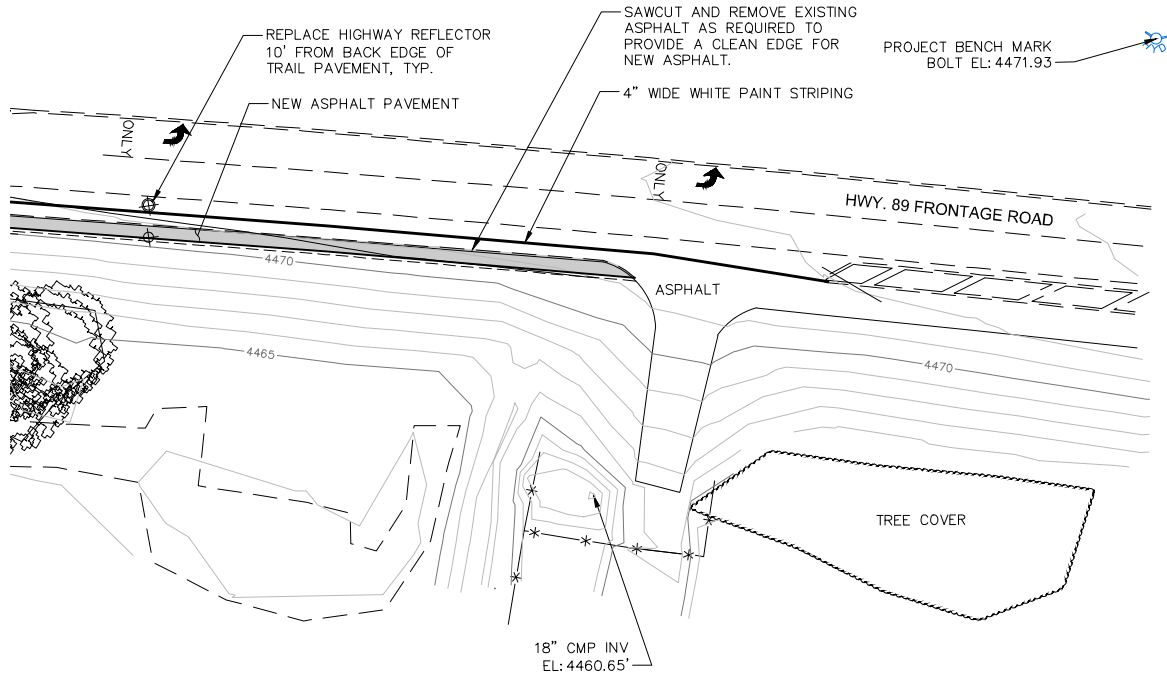 REPLACE HIGHWAY REFLECTOR
10' FROM BACK EDGE OF
TRAIL PAVEMENT, TYP.
NEW ASPHALT PAVEMENT
SAWCUT AND REMOVE EXISTING
ASPHALT AS REQUIRED TO
PROVIDE A CLEAN EDGE FOR
NEW ASPHALT.
4" WIDE WHITE PAINT STRIPING
PROJECT BENCH MARK
BOLT EL: 4471.93
ONLY
ONLY
HWY. 89 FRONTAGE ROAD
4470
ASPHALT
4465
4470
TREE COVER
18" CMP INV
EL: 4460.65'